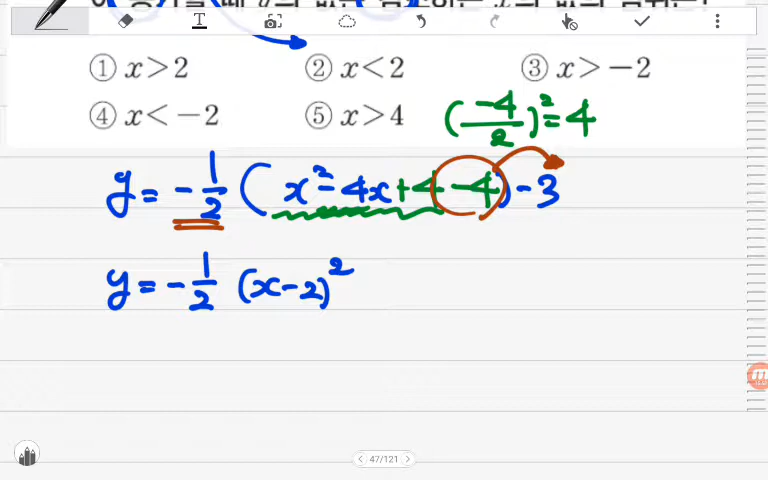 ① x > 2 ② x < 2 ③ x > −2
④ x < −2 ⑤ x > 4 (−4/2)² = 4
y = −1/2 ( x² − 4x + 4 − 4) − 3
y = −1/2 (x − 2)²
47/121